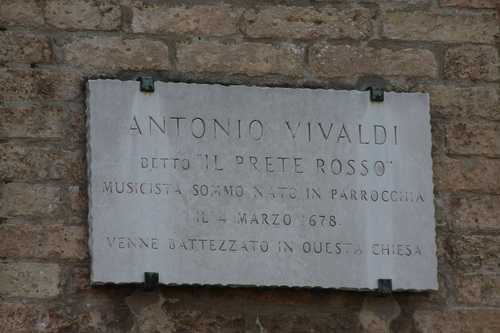 ANTONIO VIVALDI
DETTO "IL PRETE ROSSO"
MUSICISTA SOMMO NATO IN PARROCCHIA
IL 4 MARZO 1678.
VENNE BATTEZZATO IN QUESTA CHIESA